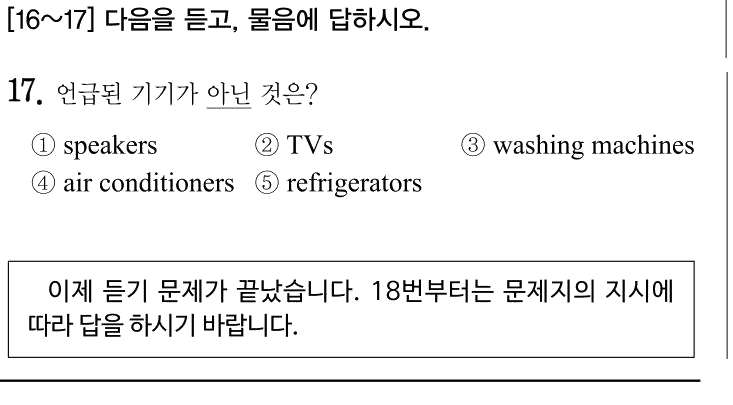 [16～17] 다음을 듣고, 물음에 답하시오.
17. 언급된 기기가 아닌 것은?
① speakers ② TVs ③ washing machines
④ air conditioners ⑤ refrigerators
이제 듣기 문제가 끝났습니다. 18번부터는 문제지의 지시에
따라 답을 하시기 바랍니다.